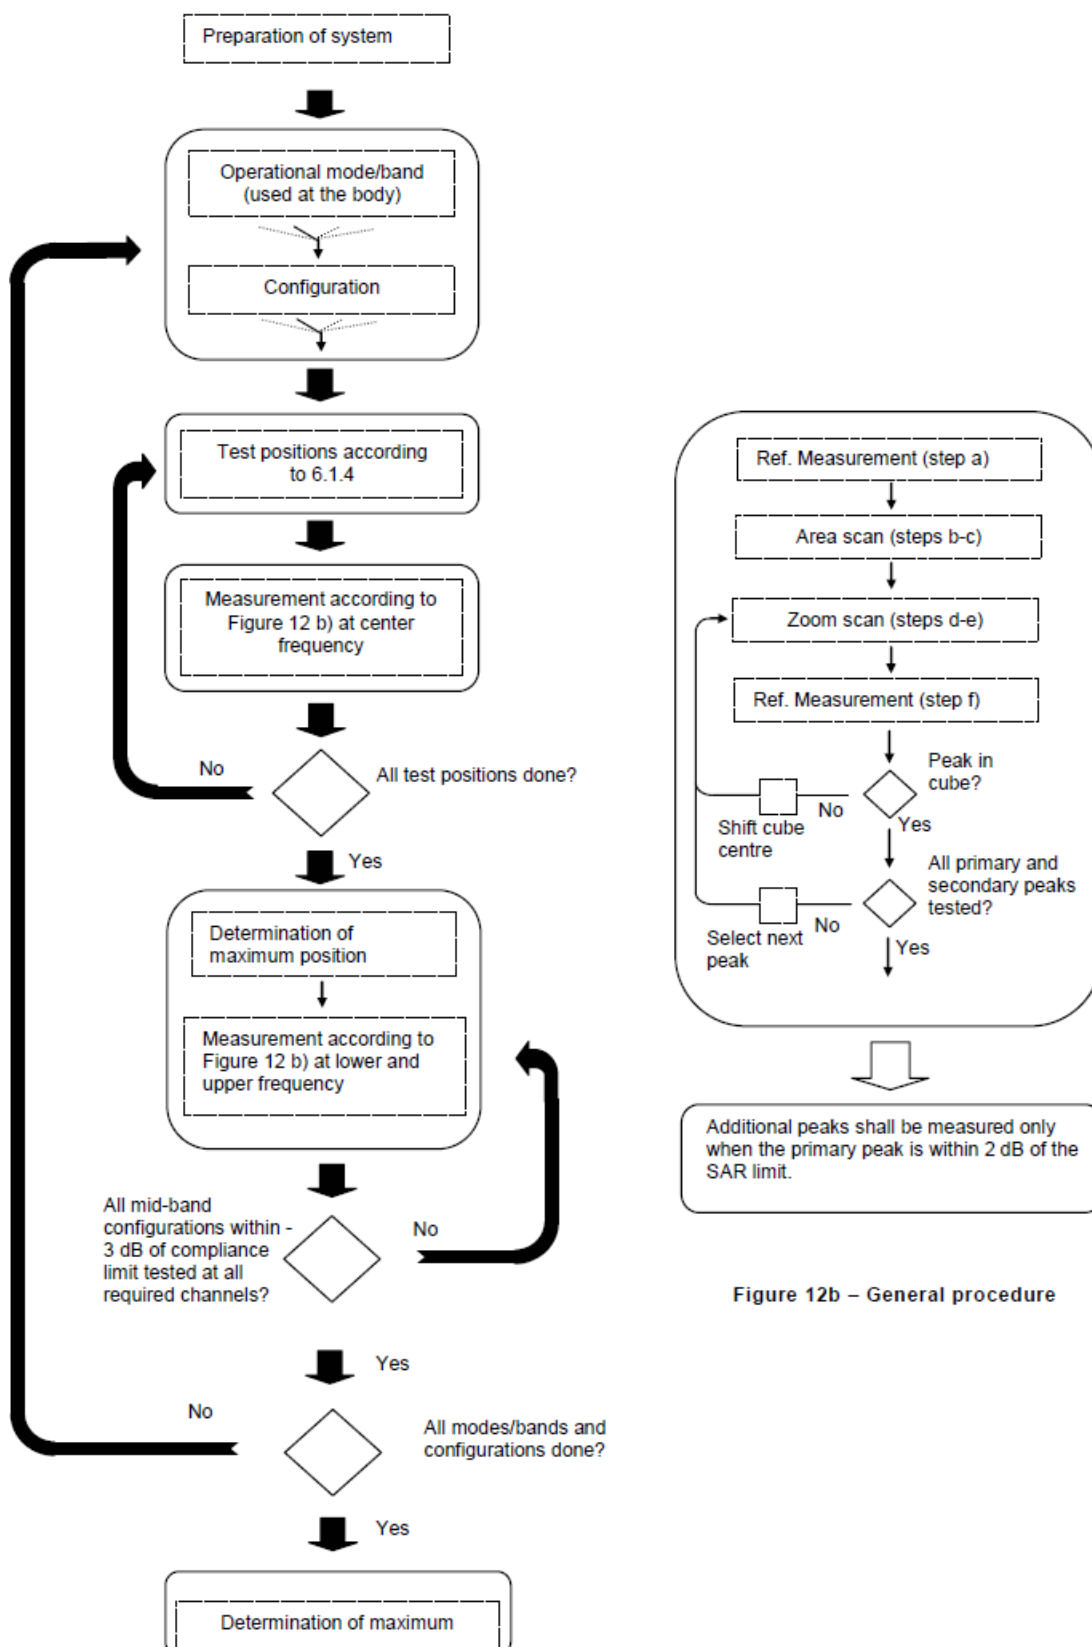 Preparation of system
Operational mode/band
(used at the body)
Configuration
Test positions according
to 6.1.4
Measurement according to
Figure 12 b) at center
frequency
No
All test positions done?
Yes
Determination of
maximum position
Measurement according to
Figure 12 b) at lower and
upper frequency
All mid-band
configurations within -
3 dB of compliance
limit tested at all
required channels?
No
Yes
No
All modes/bands and
configurations done?
Yes
Determination of maximum
Ref. Measurement (step a)
Area scan (steps b-c)
Zoom scan (steps d-e)
Ref. Measurement (step f)
Peak in
cube?
No
Shift cube
centre
Yes
All primary and
secondary peaks
tested?
No
Select next
peak
Yes
Additional peaks shall be measured only
when the primary peak is within 2 dB of the
SAR limit.
Figure 12b – General procedure